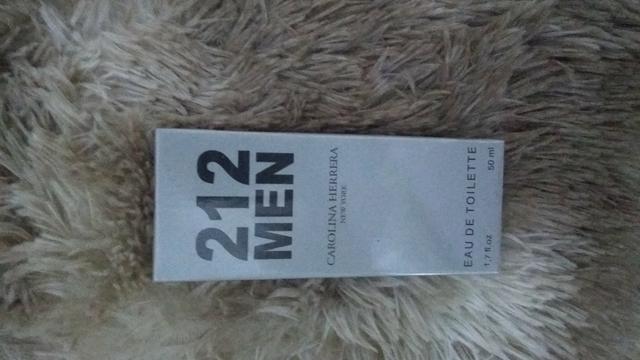 212
MEN
CAROLINA HERRERA
NEW YORK
EAU DE TOILETTE
1,7 fl.oz 50 ml